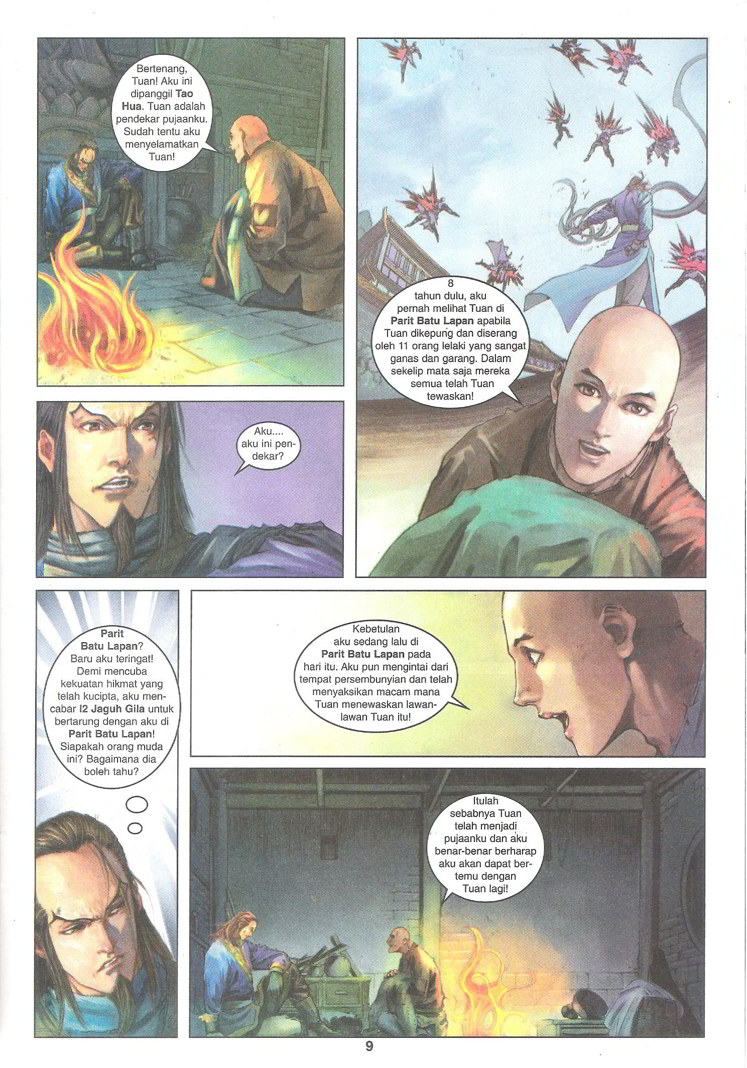 Bertenang,
Tuan! Aku ini
dipanggil Tao
Hua. Tuan adalah
pendekar pujaanku.
Sudah tentu aku
menyelamatkan
Tuan!
8
tahun dulu, aku
pernah melihat Tuan di
Parit Batu Lapan apabila
Tuan dikepung dan diserang
oleh 11 orang lelaki yang sangat
ganas dan garang. Dalam
sekelip mata saja mereka
semua telah Tuan
tewaskan!
Aku....
aku ini pen-
dekar?
Parit
Batu Lapan?
Baru aku teringat!
Demi mencuba
kekuatan hikmat yang
telah kucipta, aku men-
cabar I2 Jaguh Gila untuk
bertarung dengan aku di
Parit Batu Lapan!
Siapakah orang muda
ini? Bagaimana dia
boleh tahu?
Kebetulan
aku sedang lalu di
Parit Batu Lapan pada
hari itu. Aku pun mengintai dari
tempat persembunyian dan telah
menyaksikan macam mana
Tuan menewaskan lawan-
lawan Tuan itu!
Itulah
sebabnya Tuan
telah menjadi
pujaanku dan aku
benar-benar berharap
aku akan dapat ber-
temu dengan
Tuan lagi!
9